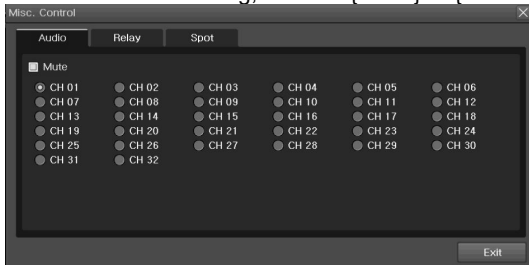 Misc. Control
Audio Relay Spot
Mute
CH 01 CH 02 CH 03 CH 04 CH 05 CH 06
CH 07 CH 08 CH 09 CH 10 CH 11 CH 12
CH 13 CH 14 CH 15 CH 16 CH 17 CH 18
CH 19 CH 20 CH 21 CH 22 CH 23 CH 24
CH 25 CH 26 CH 27 CH 28 CH 29 CH 30
CH 31 CH 32
Exit